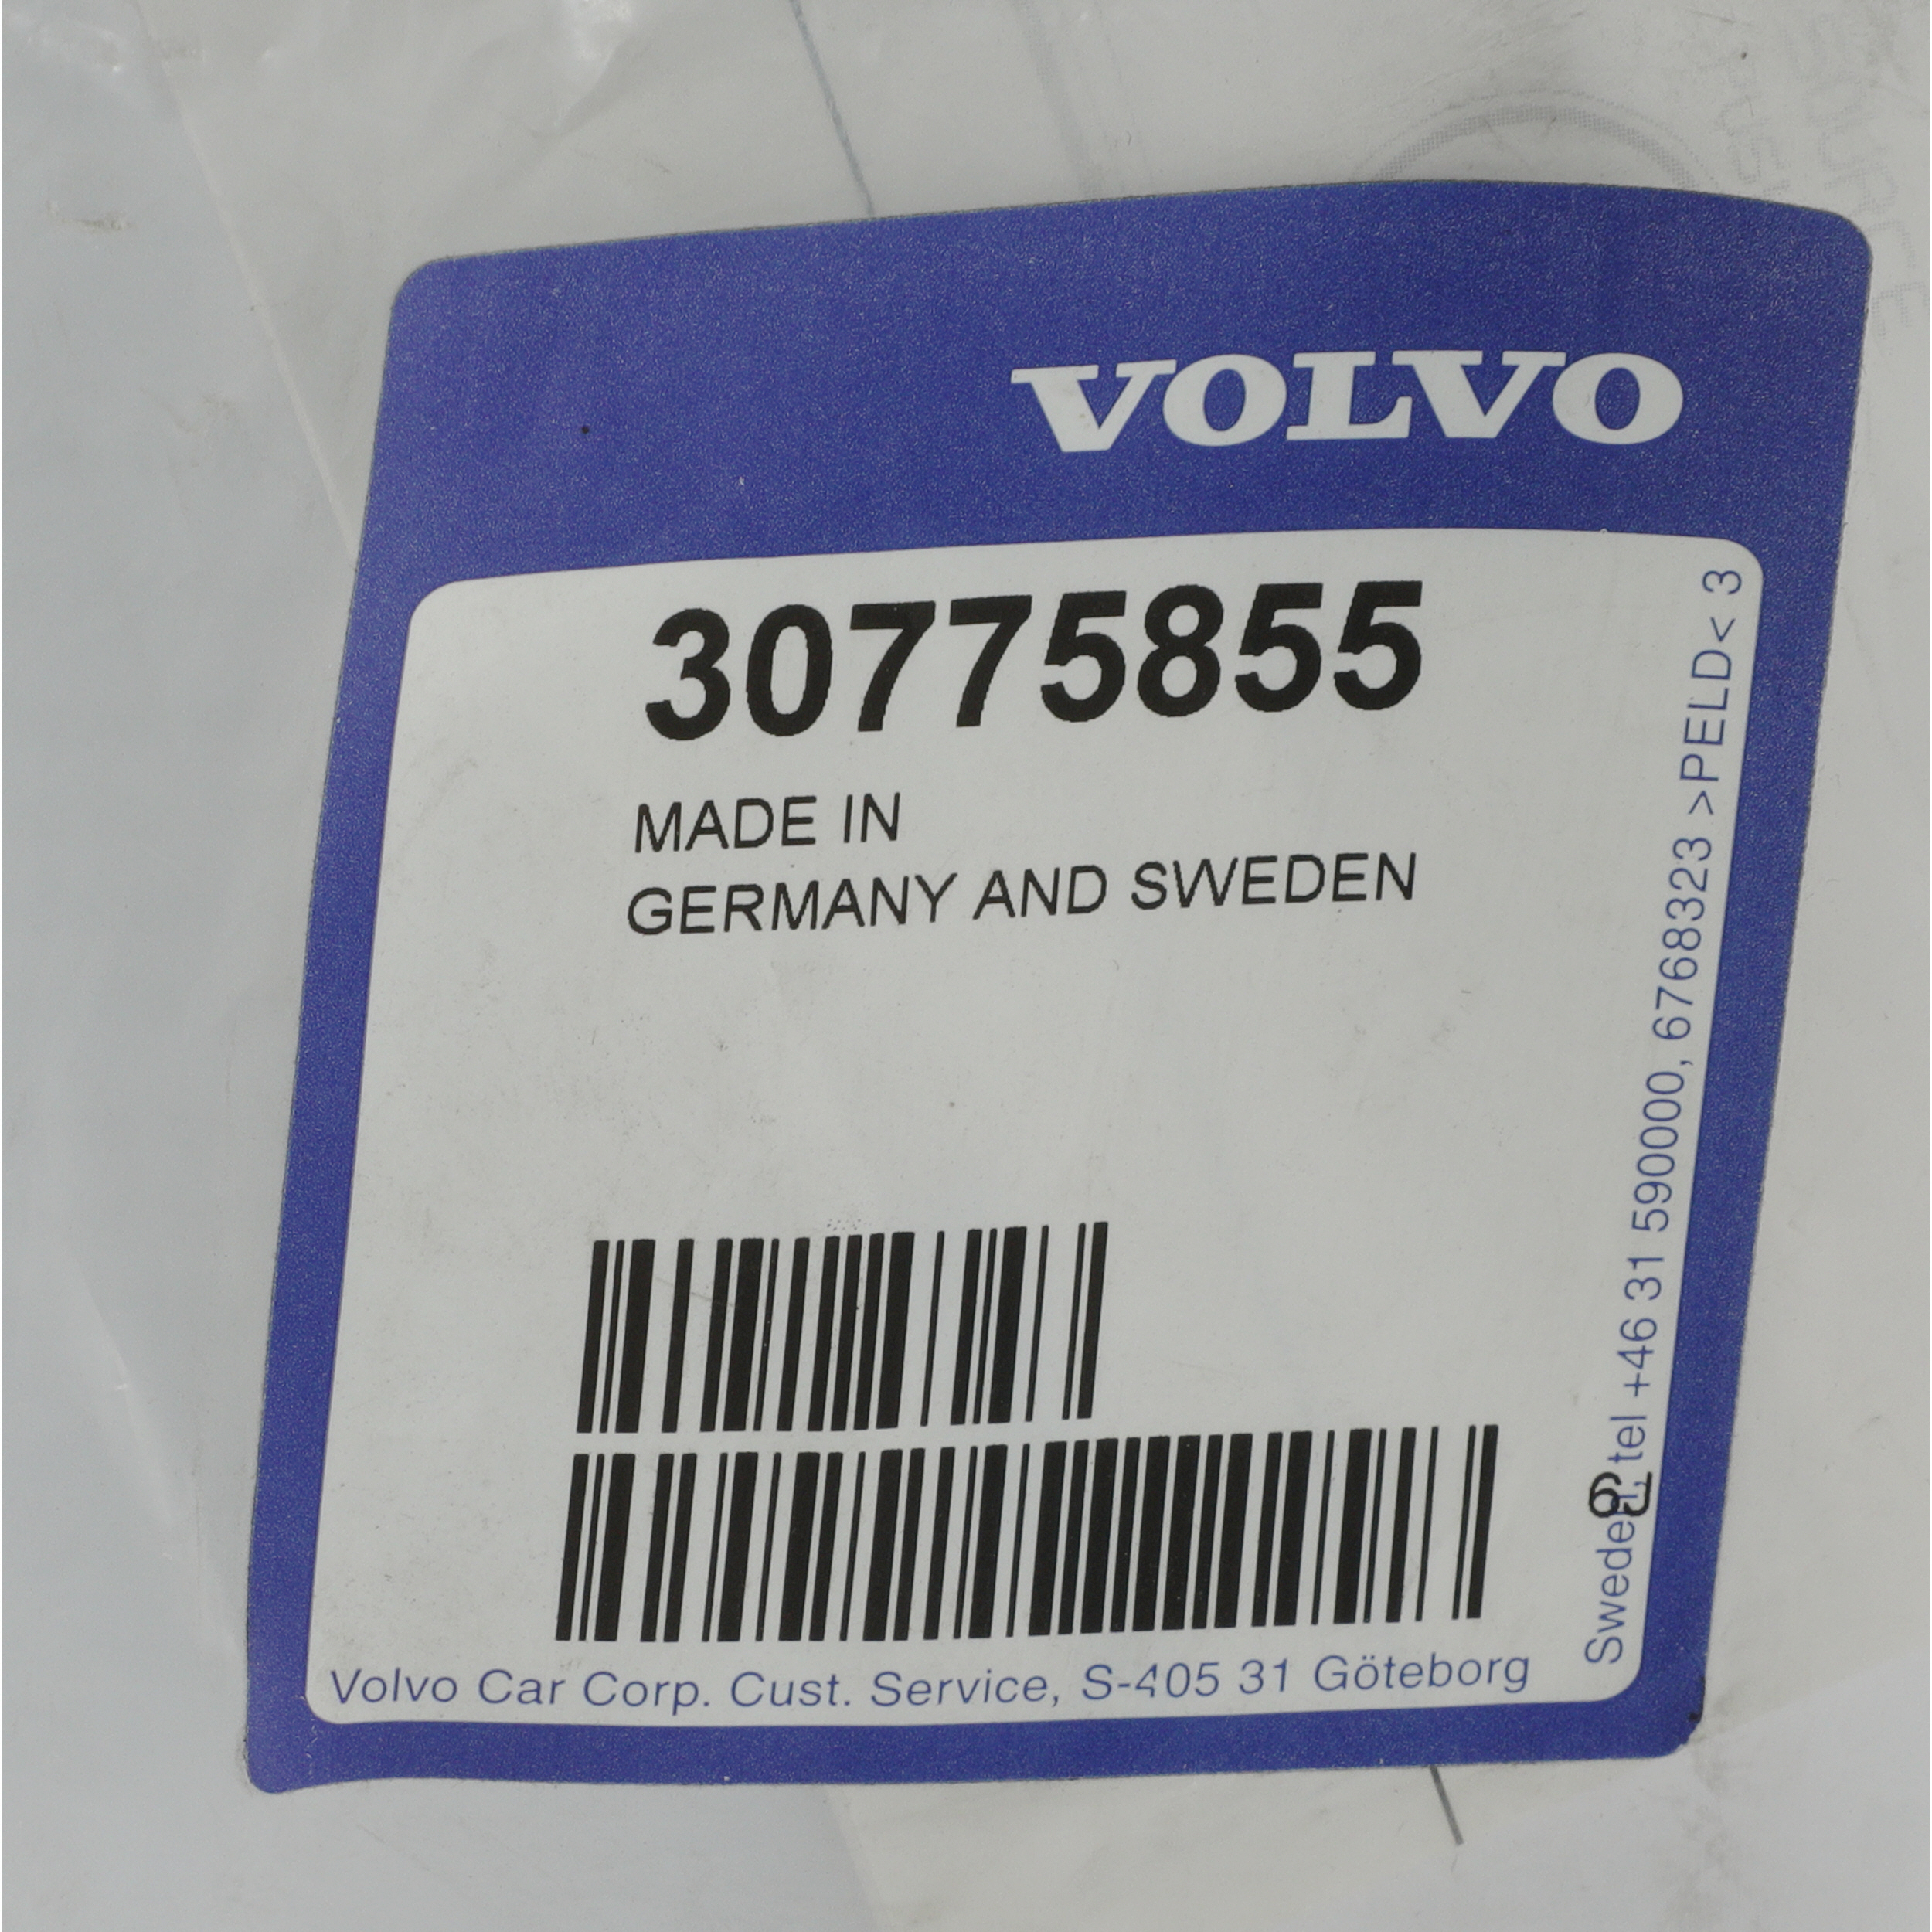 VOLVO
30775855
MADE IN
GERMANY AND SWEDEN
Volvo Car Corp. Cust. Service, S-405 31 Göteborg
Sweden, tel +46 31 590000, 6768323 >PELD< 3